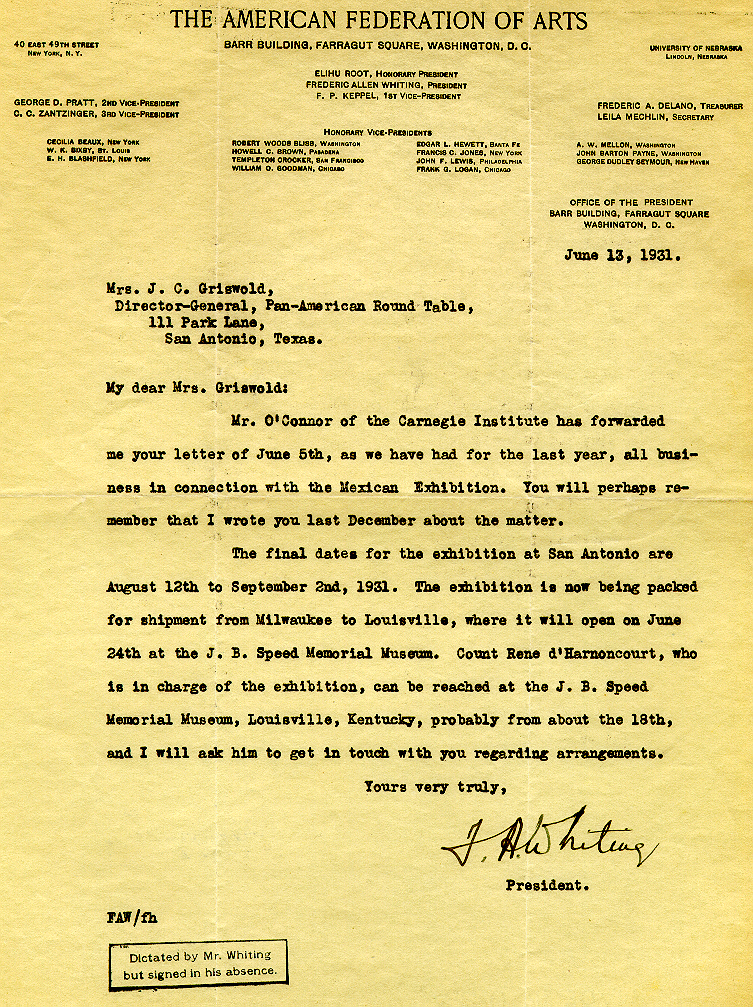 THE AMERICAN FEDERATION OF ARTS
40 EAST 49TH STREET
NEW YORK, N. Y.
BARR BUILDING, FARRAGUT SQUARE, WASHINGTON, D. C.
UNIVERSITY OF NEBRASKA
LINCOLN, NEBRASKA
ELIHU ROOT, HONORARY PRESIDENT
FREDERIC ALLEN WHITING, PRESIDENT
F. P. KEPPEL, 1ST VICE-PRESIDENT
GEORGE D. PRATT, 2ND VICE-PRESIDENT
C. C. ZANTZINGER, 3RD VICE-PRESIDENT
FREDERIC A. DELANO, TREASURER
LEILA MECHLIN, SECRETARY
HONORARY VICE-PRESIDENTS
CECILIA BEAUX, NEW YORK
W. K. BIXBY, ST. LOUIS
E. H. BLASHFIELD, NEW YORK
ROBERT WOODS BLISS, WASHINGTON
HOWELL C. BROWN, PASADENA
TEMPLETON CROCKER, SAN FRANCISCO
WILLIAM O. GOODMAN, CHICAGO
EDGAR L. HEWETT, SANTA FE
FRANCIS C. JONES, NEW YORK
JOHN F. LEWIS, PHILADELPHIA
FRANK G. LOGAN, CHICAGO
A. W. MELLON, WASHINGTON
JOHN BARTON PAYNE, WASHINGTON
GEORGE DUDLEY SEYMOUR, NEW HAVEN
OFFICE OF THE PRESIDENT
BARR BUILDING, FARRAGUT SQUARE
WASHINGTON, D. C.
June 13, 1931.
Mrs. J. C. Griswold,
Director-General, Pan-American Round Table,
111 Park Lane,
San Antonio, Texas.
My dear Mrs. Griswold:
Mr. O'Connor of the Carnegie Institute has forwarded
me your letter of June 5th, as we have had for the last year, all busi-
ness in connection with the Mexican Exhibition. You will perhaps re-
member that I wrote you last December about the matter.
The final dates for the exhibition at San Antonio are
August 12th to September 2nd, 1931. The exhibition is now being packed
for shipment from Milwaukee to Louisville, where it will open on June
24th at the J. B. Speed Memorial Museum. Count Rene d'Harnoncourt, who
is in charge of the exhibition, can be reached at the J. B. Speed
Memorial Museum, Louisville, Kentucky, probably from about the 18th,
and I will ask him to get in touch with you regarding arrangements.
Yours very truly,
F. A. Whiting
President.
FAW/fh
Dictated by Mr. Whiting
but signed in his absence.